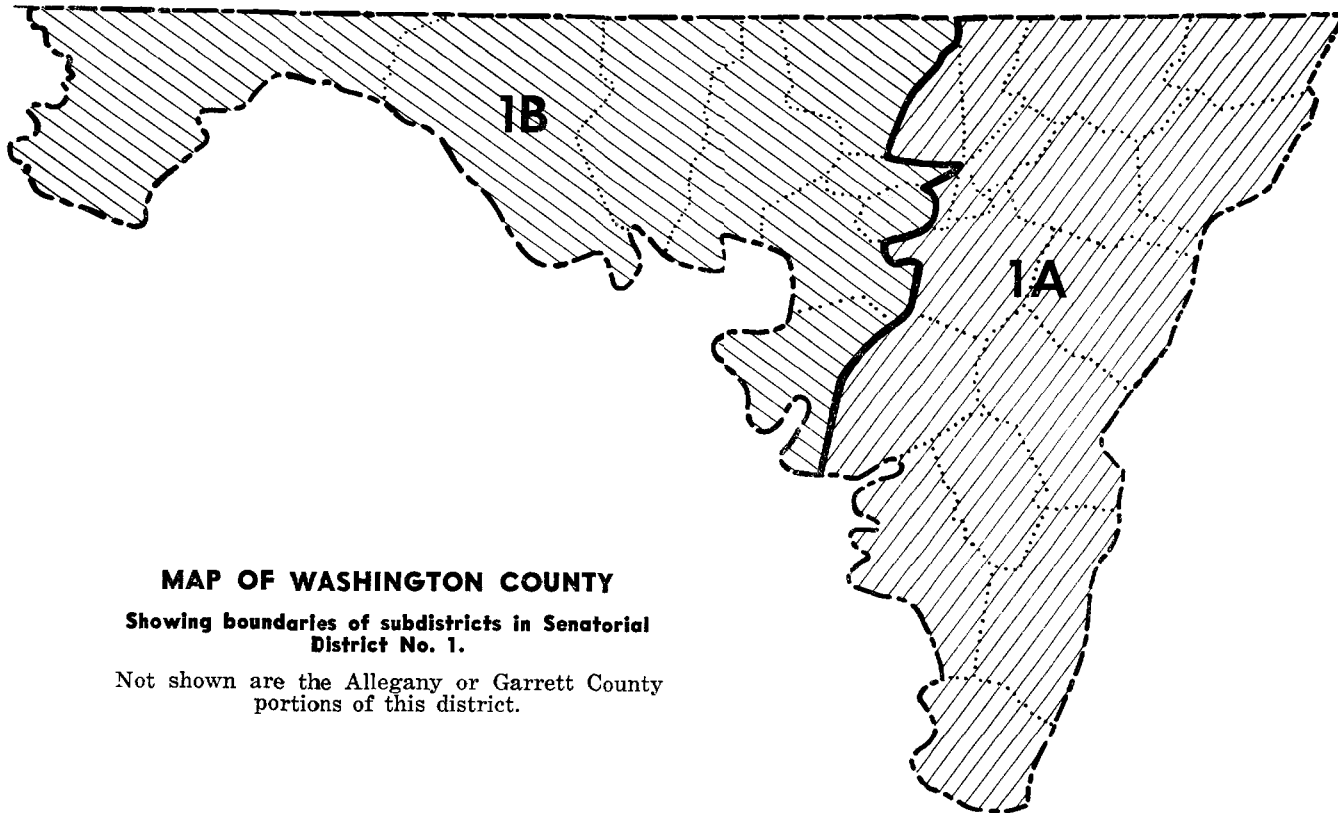 1B
1A
MAP OF WASHINGTON COUNTY
Showing boundaries of subdistricts in Senatorial
District No. 1.
Not shown are the Allegany or Garrett County
portions of this district.